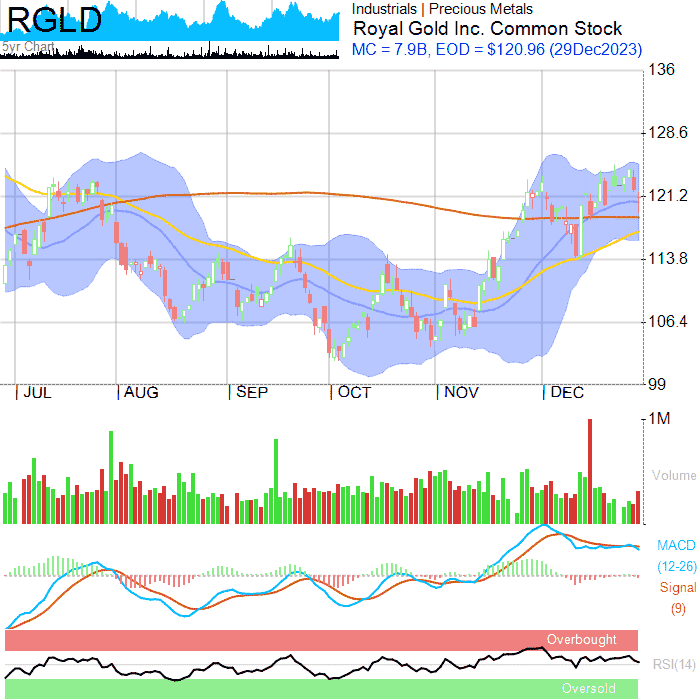 RGLD
5yr Chart
Industrials | Precious Metals
Royal Gold Inc. Common Stock
MC = 7.9B, EOD = $120.96 (29Dec2023)
136
128.6
121.2
113.8
106.4
99
| JUL | AUG | SEP | OCT | NOV | DEC
1M
Volume
MACD
(12-26)
Signal
(9)
Overbought
RSI(14)
Oversold